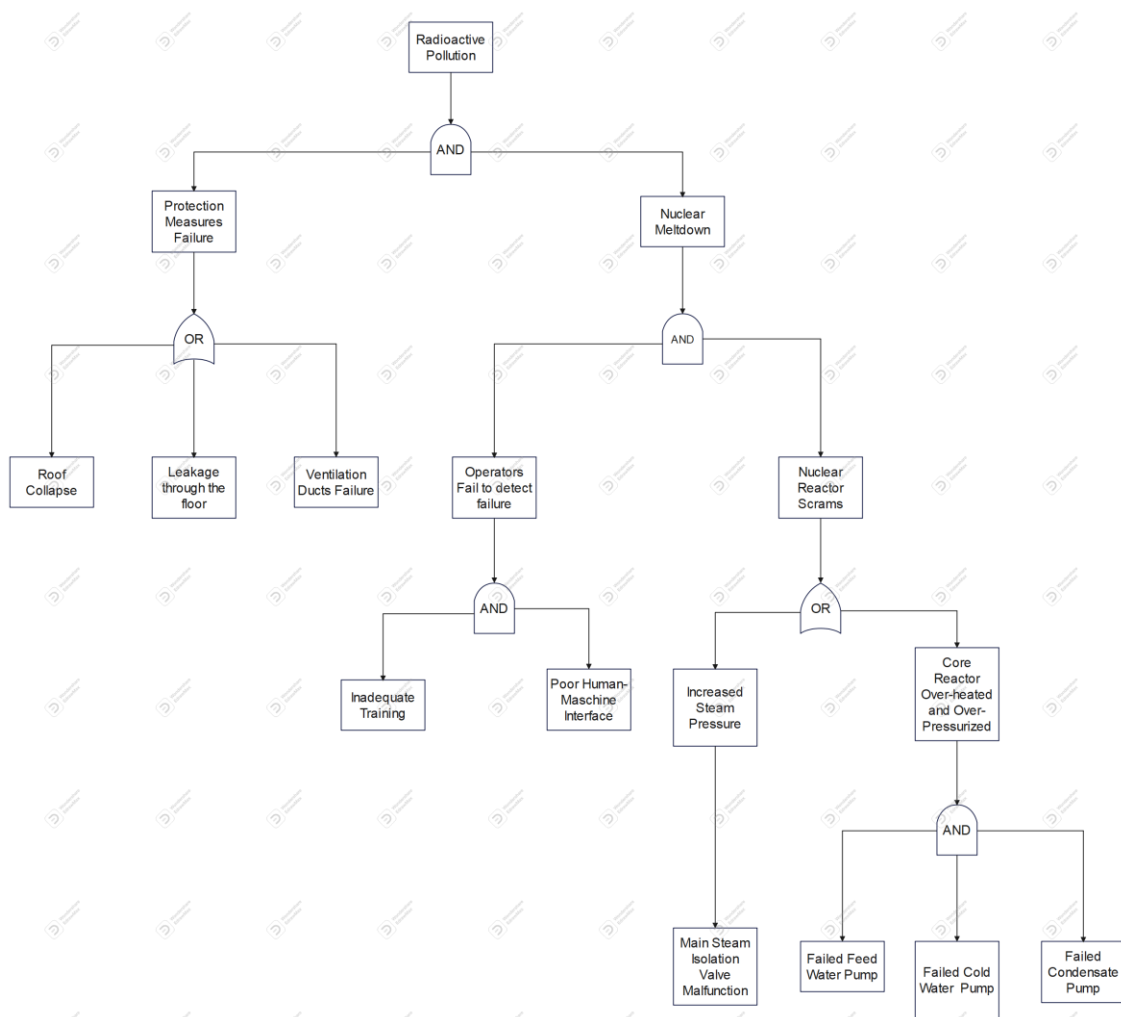 Radioactive
Pollution
AND
Protection
Measures
Failure
Nuclear
Meltdown
OR
AND
Roof
Collapse
Leakage
through the
floor
Ventilation
Ducts Failure
Operators
Fail to detect
failure
Nuclear
Reactor
Scrams
AND
OR
Inadequate
Training
Poor Human-
Maschine
Interface
Increased
Steam
Pressure
Core
Reactor
Over-heated
and Over-
Pressurized
AND
Main Steam
Isolation
Valve
Malfunction
Failed Feed
Water Pump
Failed Cold
Water Pump
Failed
Condensate
Pump